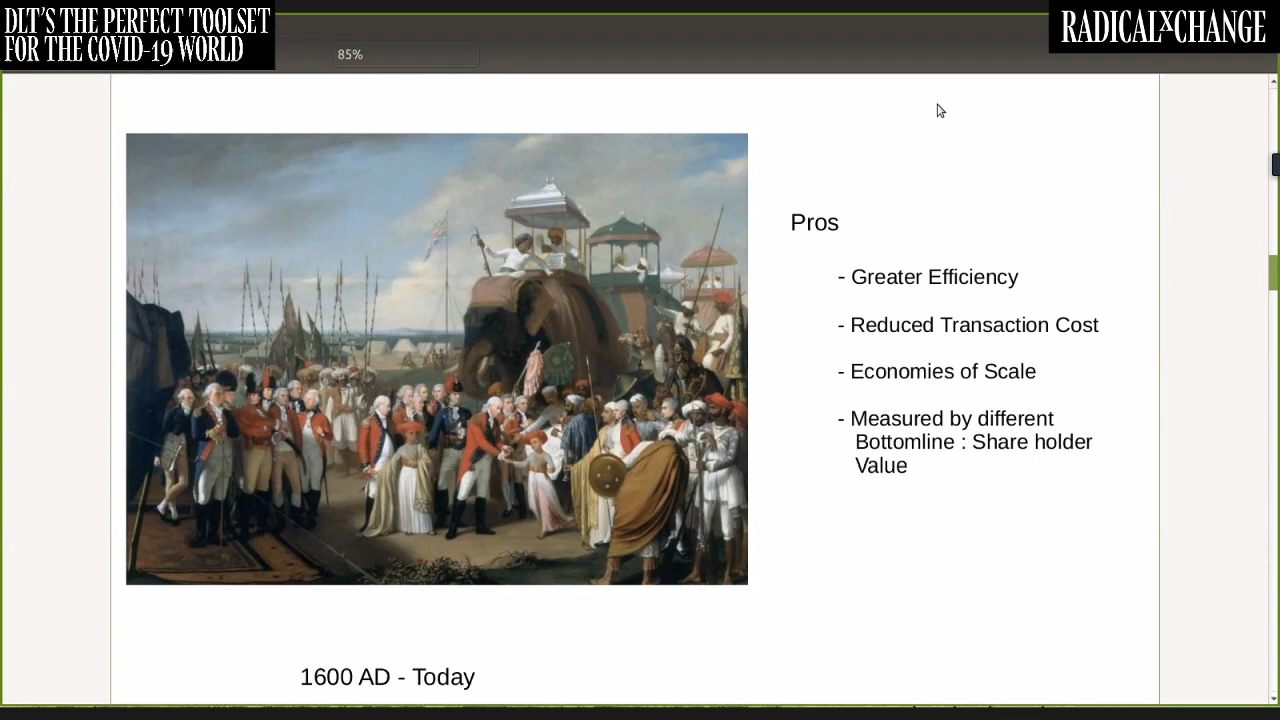 DLT'S THE PERFECT TOOLSET
FOR THE COVID-19 WORLD
RADICALXCHANGE
85%
Pros
- Greater Efficiency
- Reduced Transaction Cost
- Economies of Scale
- Measured by different
Bottomline : Share holder
Value
1600 AD - Today